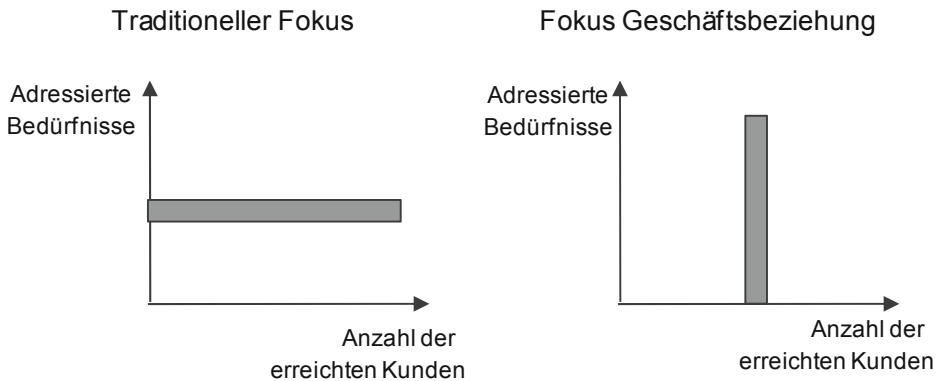 Traditioneller Fokus
Adressierte
Bedürfnisse
Anzahl der
erreichten Kunden
Fokus Geschäftsbeziehung
Adressierte
Bedürfnisse
Anzahl der
erreichten Kunden